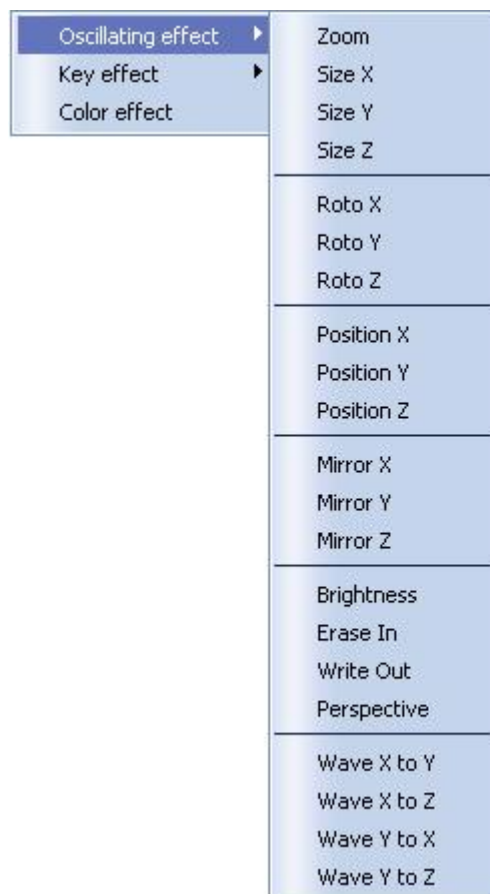 Oscillating effect
Key effect
Color effect
Zoom
Size X
Size Y
Size Z
Roto X
Roto Y
Roto Z
Position X
Position Y
Position Z
Mirror X
Mirror Y
Mirror Z
Brightness
Erase In
Write Out
Perspective
Wave X to Y
Wave X to Z
Wave Y to X
Wave Y to Z